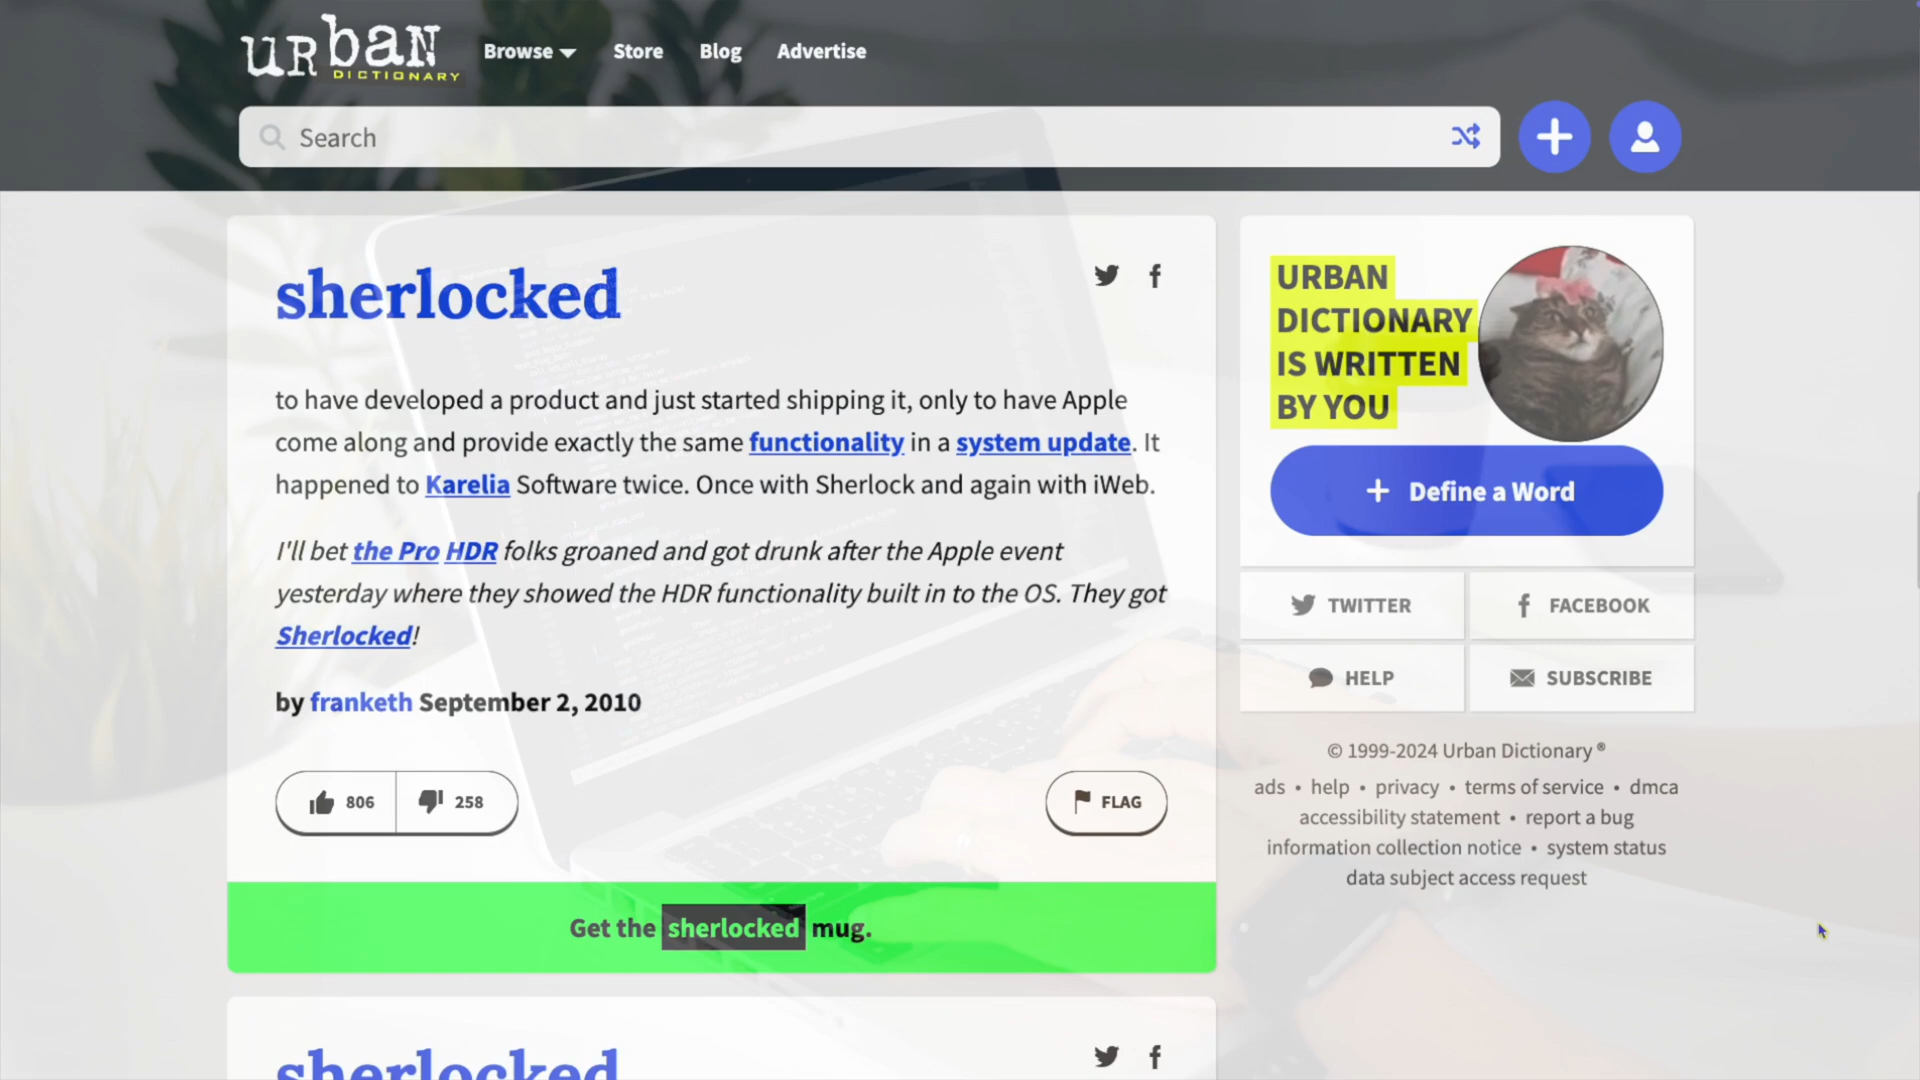 urban
DICTIONARY
Browse
Store
Blog
Advertise
Search
sherlocked
to have developed a product and just started shipping it, only to have Apple
come along and provide exactly the same functionality in a system update. It
happened to Karelia Software twice. Once with Sherlock and again with iWeb.
I'll bet the Pro HDR folks groaned and got drunk after the Apple event
yesterday where they showed the HDR functionality built in to the OS. They got
Sherlocked!
by franketh September 2, 2010
806
258
FLAG
Get the sherlocked mug.
sherlocked
URBAN
DICTIONARY
IS WRITTEN
BY YOU
Define a Word
TWITTER
FACEBOOK
HELP
SUBSCRIBE
© 1999-2024 Urban Dictionary ®
ads • help • privacy • terms of service • dmca
accessibility statement • report a bug
information collection notice • system status
data subject access request